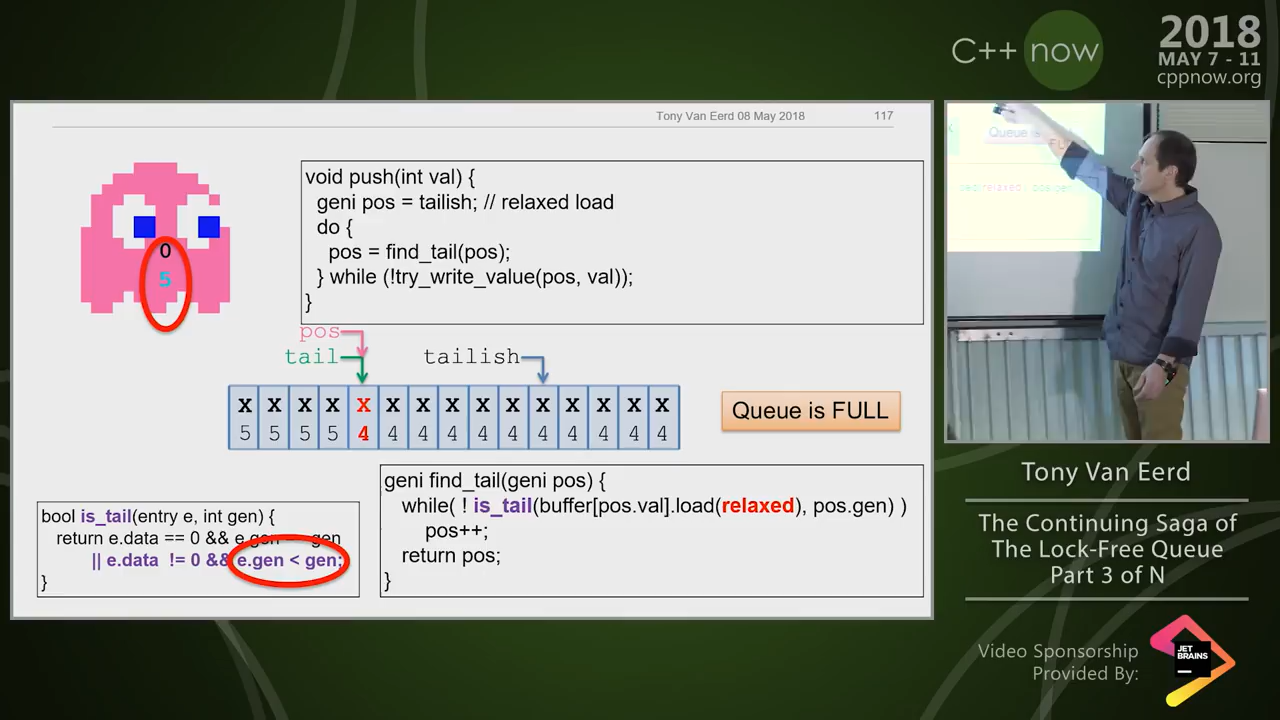 C++ now
2018
MAY 7 - 11
cppnow.org
Tony Van Eerd 08 May 2018 117
void push(int val) {
geni pos = tailish; // relaxed load
do {
pos = find_tail(pos);
} while (!try_write_value(pos, val));
}
0
5
pos
tail
tailish
x x x x x x x x x x x x x x x
5 5 5 5 4 4 4 4 4 4 4 4 4 4 4
Queue is FULL
geni find_tail(geni pos) {
while( ! is_tail(buffer[pos.val].load(relaxed), pos.gen) )
pos++;
return pos;
}
bool is_tail(entry e, int gen) {
return e.data == 0 && e.gen == gen
|| e.data != 0 && e.gen < gen;
}
Queue is
Tony Van Eerd
The Continuing Saga of
The Lock-Free Queue
Part 3 of N
Video Sponsorship
Provided By:
JET
BRAINS